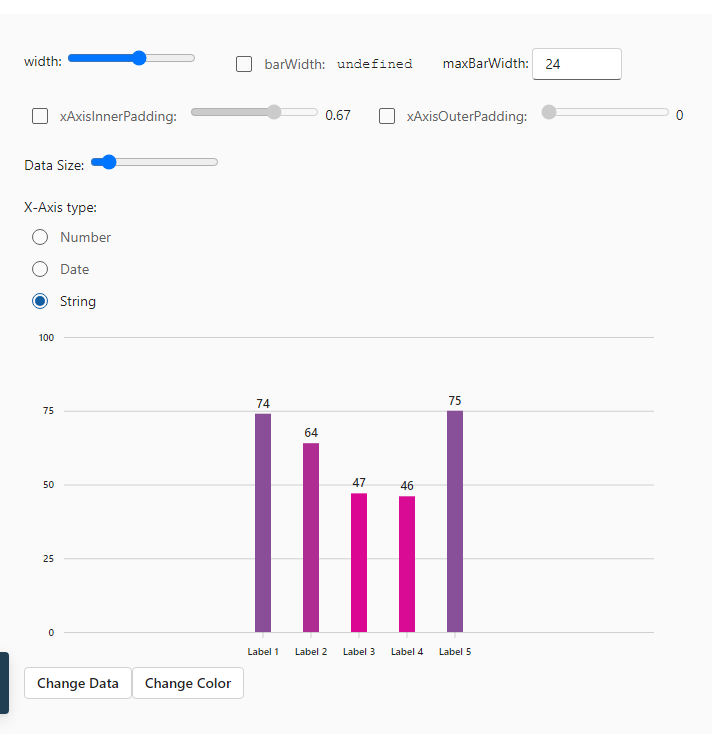 width: barWidth: undefined maxBarWidth: 24
xAxisInnerPadding: 0.67 xAxisOuterPadding: 0
Data Size:
X-Axis type:
Number
Date
String
100
75
50
25
0
74
64
47
46
75
Label 1 Label 2 Label 3 Label 4 Label 5
Change Data Change Color